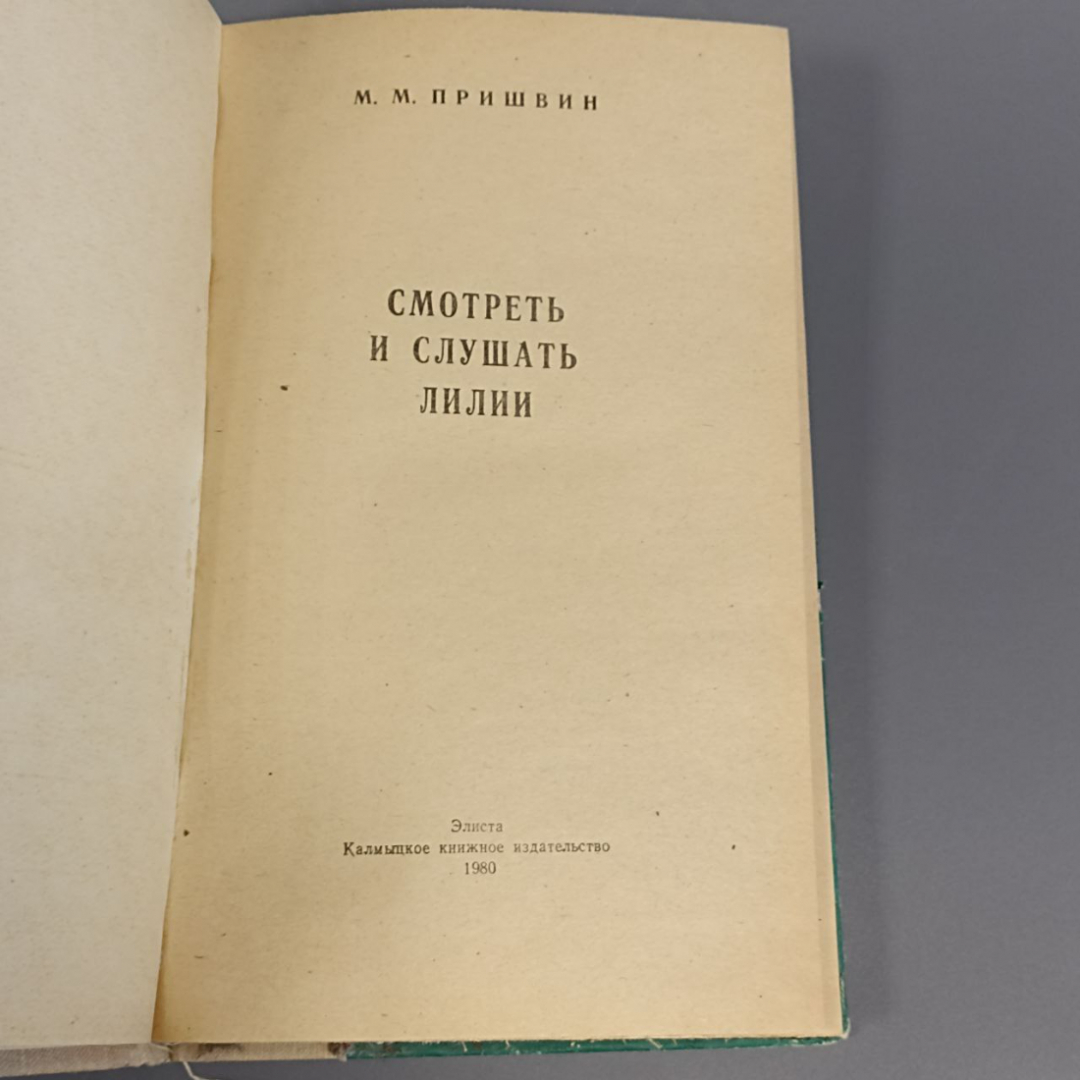 М. М. ПРИШВИН
СМОТРЕТЬ
И СЛУШАТЬ
ЛИЛИИ
Элиста
Калмыцкое книжное издательство
1980